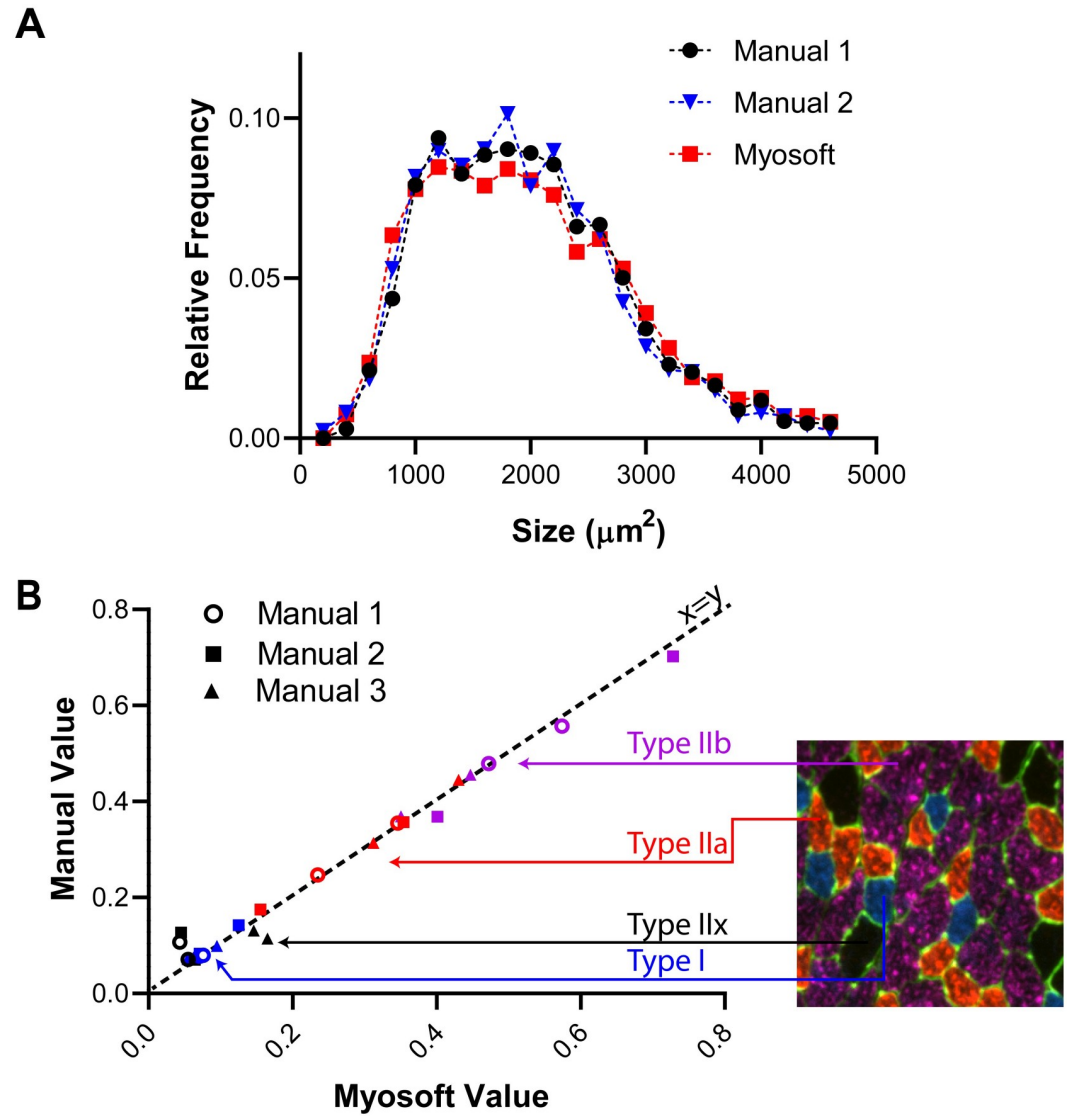 A
Manual 1
Manual 2
Myosoft
Relative Frequency
0.10
0.05
0.00
0 1000 2000 3000 4000 5000
Size (μm²)
B
Manual 1
Manual 2
Manual 3
x=y
Manual Value
0.8
0.6
0.4
0.2
0.0
Type IIb
Type IIa
Type IIx
Type I
0.0 0.2 0.4 0.6 0.8
Myosoft Value